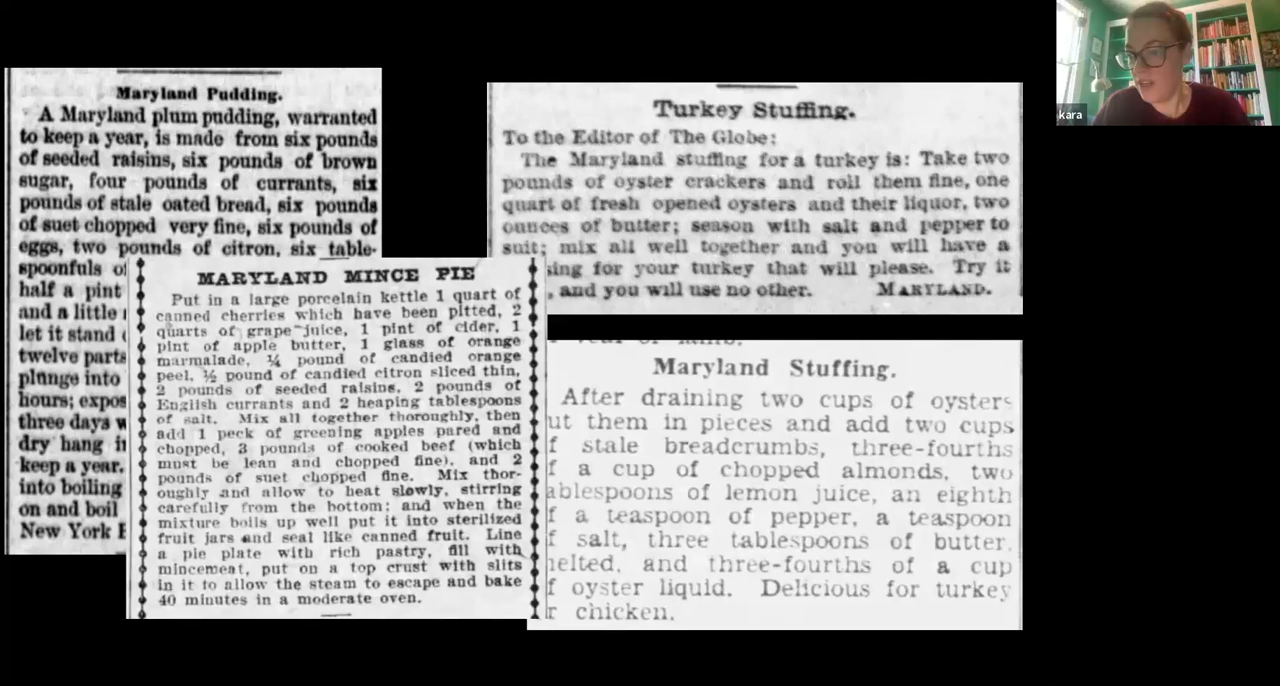 Maryland Pudding.
A Maryland plum pudding, warranted
to keep a year, is made from six pounds
of seeded raisins, six pounds of brown
sugar, four pounds of currants, six
pounds of stale oated bread, six pounds
of suet chopped very fine, six pounds of
eggs, two pounds of citron, six table-
spoonfuls of
half a pint
and a little
let it stand
twelve parts
plunge into
hours; expos
three days w
dry hang in
keep a year.
into boiling
on and boil
New York
MARYLAND MINCE PIE
Put in a large porcelain kettle 1 quart of
canned cherries which have been pitted, 2
quarts of grape juice, 1 pint of cider, 1
pint of apple butter, 1 glass of orange
marmalade, ¼ pound of candied orange
peel, ½ pound of candied citron sliced thin,
2 pounds of seeded raisins, 2 pounds of
English currants and 2 heaping tablespoons
of salt. Mix all together thoroughly, then
add 1 peck of greening apples pared and
chopped, 3 pounds of cooked beef (which
must be lean and chopped fine), and 2
pounds of suet chopped fine. Mix thor-
oughly and allow to heat slowly, stirring
carefully from the bottom; and when the
mixture boils up well put it into sterilized
fruit jars and seal like canned fruit. Line
a pie plate with rich pastry, fill with
mincemeat, put on a top crust with slits
in it to allow the steam to escape and bake
40 minutes in a moderate oven.
Turkey Stuffing.
To the Editor of The Globe:
The Maryland stuffing for a turkey is: Take two
pounds of oyster crackers and roll them fine, one
quart of fresh opened oysters and their liquor, two
ounces of butter; season with salt and pepper to
suit; mix all well together and you will have a
sing for your turkey that will please. Try it
, and you will use no other. MARYLAND.
Maryland Stuffing.
After draining two cups of oysters
ut them in pieces and add two cups
f stale breadcrumbs, three-fourths
f a cup of chopped almonds, two
ablespoons of lemon juice, an eighth
f a teaspoon of pepper, a teaspoon
f salt, three tablespoons of butter,
elted, and three-fourths of a cup
f oyster liquid. Delicious for turkey
r chicken.
kara